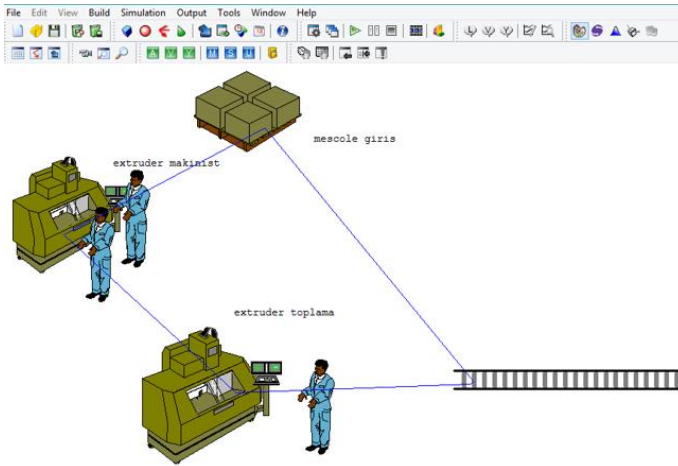 File Edit View Build Simulation Output Tools Window Help
mescole giris
extruder makinist
extruder toplama